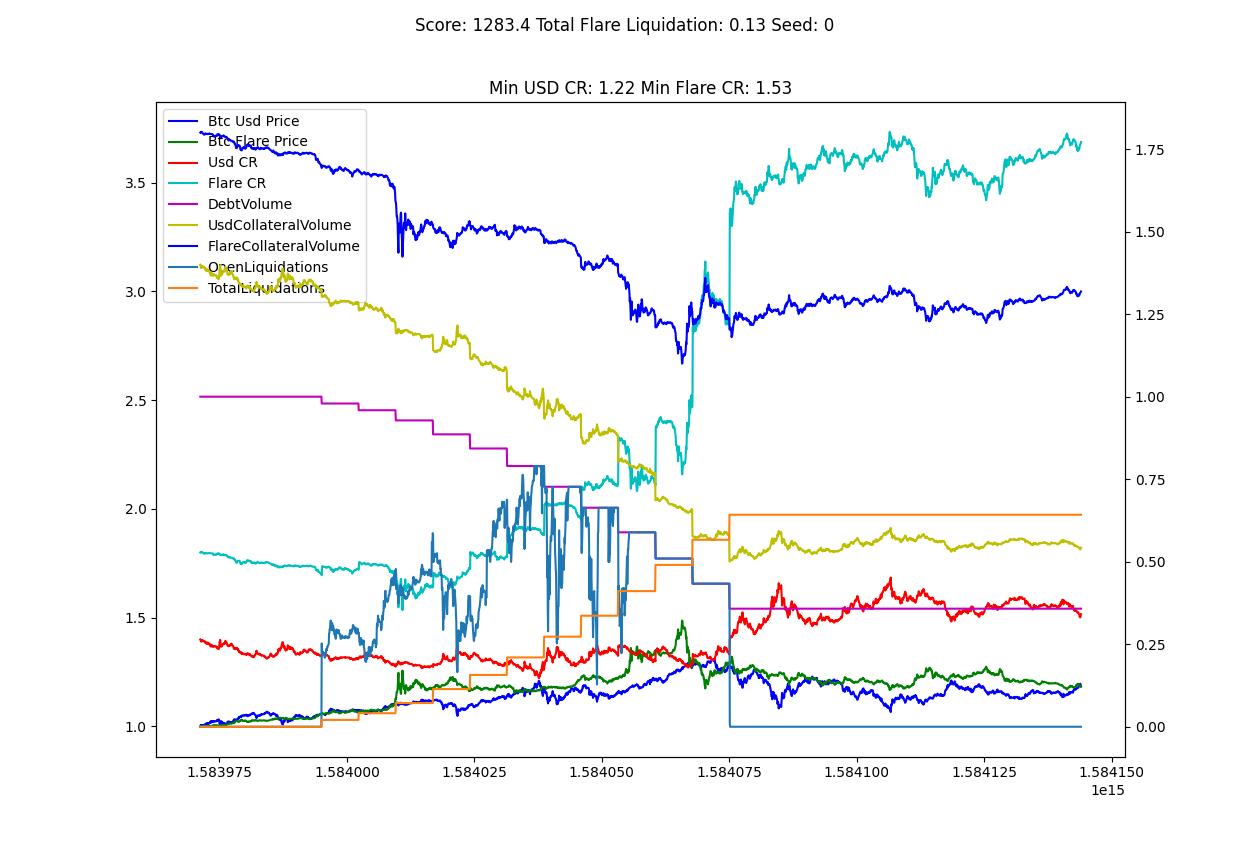 Score: 1283.4 Total Flare Liquidation: 0.13 Seed: 0
Min USD CR: 1.22 Min Flare CR: 1.53
Btc Usd Price
Btc Flare Price
Usd CR
Flare CR
DebtVolume
UsdCollateralVolume
FlareCollateralVolume
OpenLiquidations
TotalLiquidations
3.5
3.0
2.5
2.0
1.5
1.0
1.75
1.50
1.25
1.00
0.75
0.50
0.25
0.00
1.583975 1.584000 1.584025 1.584050 1.584075 1.584100 1.584125 1.584150
1e15